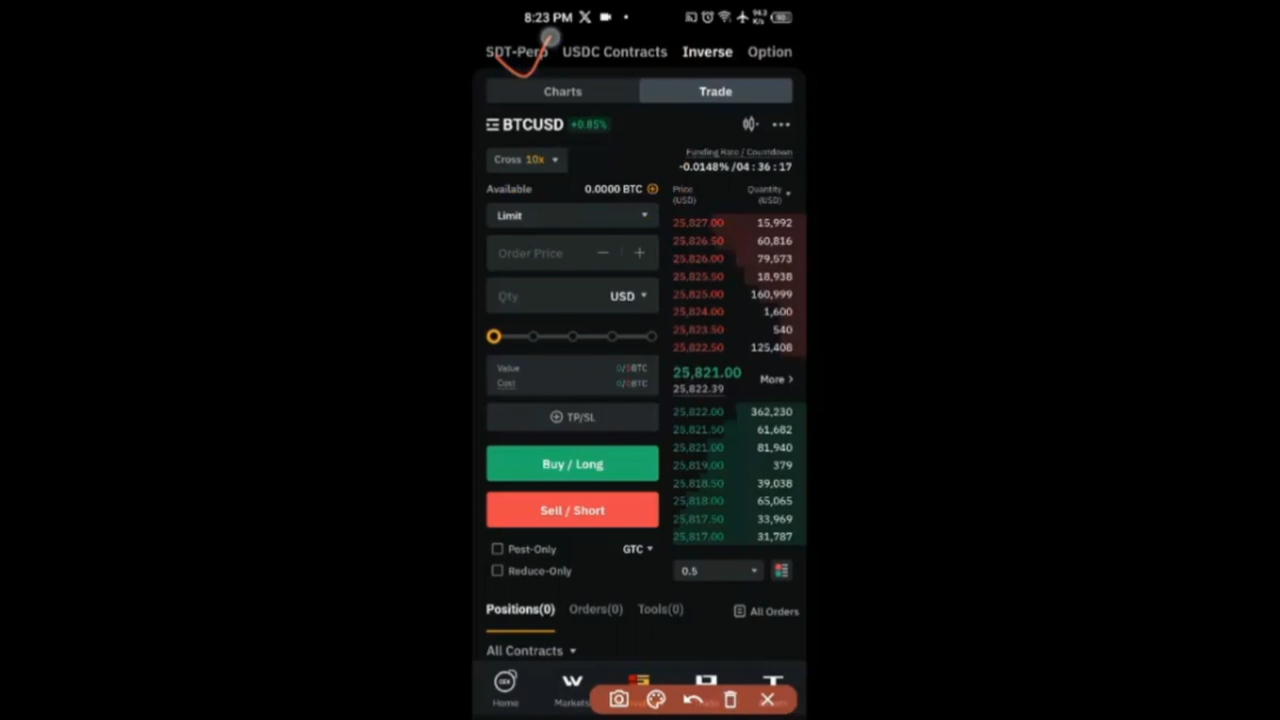 8:23 PM
SDT-Perp USDC Contracts Inverse Option
Charts Trade
BTCUSD +0.85%
Funding Rate / Countdown
Cross 10x
-0.0148% /04 : 36 : 17
Available 0.0000 BTC
Price Quantity
(USD) (USD)
Limit
25,827.00 15,992
25,826.50 60,816
Order Price
25,826.00 79,573
25,825.50 18,938
Qty USD
25,825.00 160,999
25,824.00 1,600
25,823.50 540
25,822.50 125,408
Value 0/0BTC
Cost 0/0BTC
25,821.00
More >
25,822.39
TP/SL
25,822.00 362,230
25,821.50 61,682
25,821.00 81,940
Buy / Long
25,819.00 379
25,818.50 39,038
25,818.00 65,065
Sell / Short
25,817.50 33,969
25,817.00 31,787
Post-Only GTC
Reduce-Only
0.5
Positions(0) Orders(0) Tools(0) All Orders
All Contracts
Home Markets